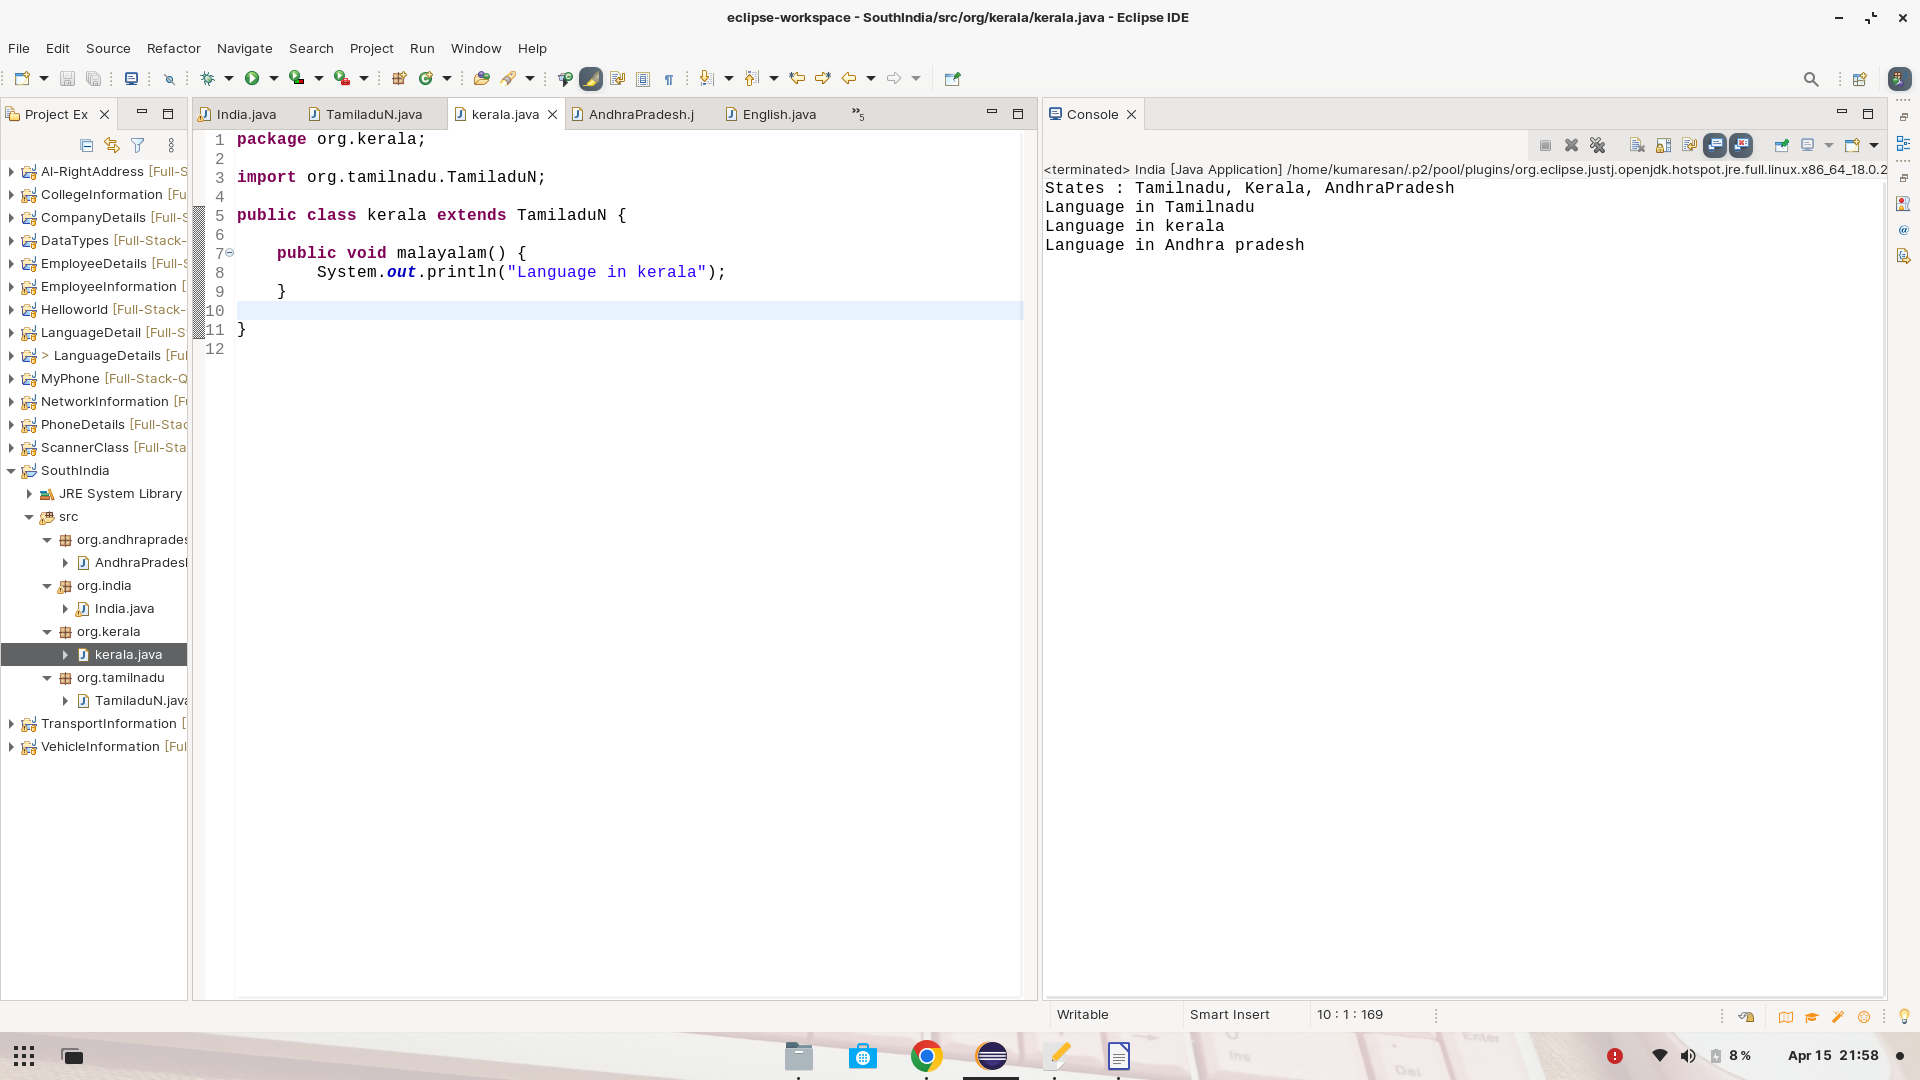 eclipse-workspace - SouthIndia/src/org/kerala/kerala.java - Eclipse IDE
File Edit Source Refactor Navigate Search Project Run Window Help
Project Ex
AI-RightAddress [Full-S
CollegeInformation [Fu
CompanyDetails [Full-S
DataTypes [Full-Stack-
EmployeeDetails [Full-S
EmployeeInformation [
Helloworld [Full-Stack-
LanguageDetail [Full-S
> LanguageDetails [Ful
MyPhone [Full-Stack-Q
NetworkInformation [Fu
PhoneDetails [Full-Stac
ScannerClass [Full-Sta
SouthIndia
JRE System Library
src
org.andhraprades
AndhraPradesh
org.india
India.java
org.kerala
kerala.java
org.tamilnadu
TamiladuN.java
TransportInformation [
VehicleInformation [Ful
India.java TamiladuN.java kerala.java AndhraPradesh.j English.java »5
1 package org.kerala;
2
3 import org.tamilnadu.TamiladuN;
4
5 public class kerala extends TamiladuN {
6
7 public void malayalam() {
8 System.out.println("Language in kerala");
9 }
10
11 }
12
Console
<terminated> India [Java Application] /home/kumaresan/.p2/pool/plugins/org.eclipse.justj.openjdk.hotspot.jre.full.linux.x86_64_18.0.2
States : Tamilnadu, Kerala, AndhraPradesh
Language in Tamilnadu
Language in kerala
Language in Andhra pradesh
Writable Smart Insert 10 : 1 : 169
Ins Del Enter
8 % Apr 15 21:58